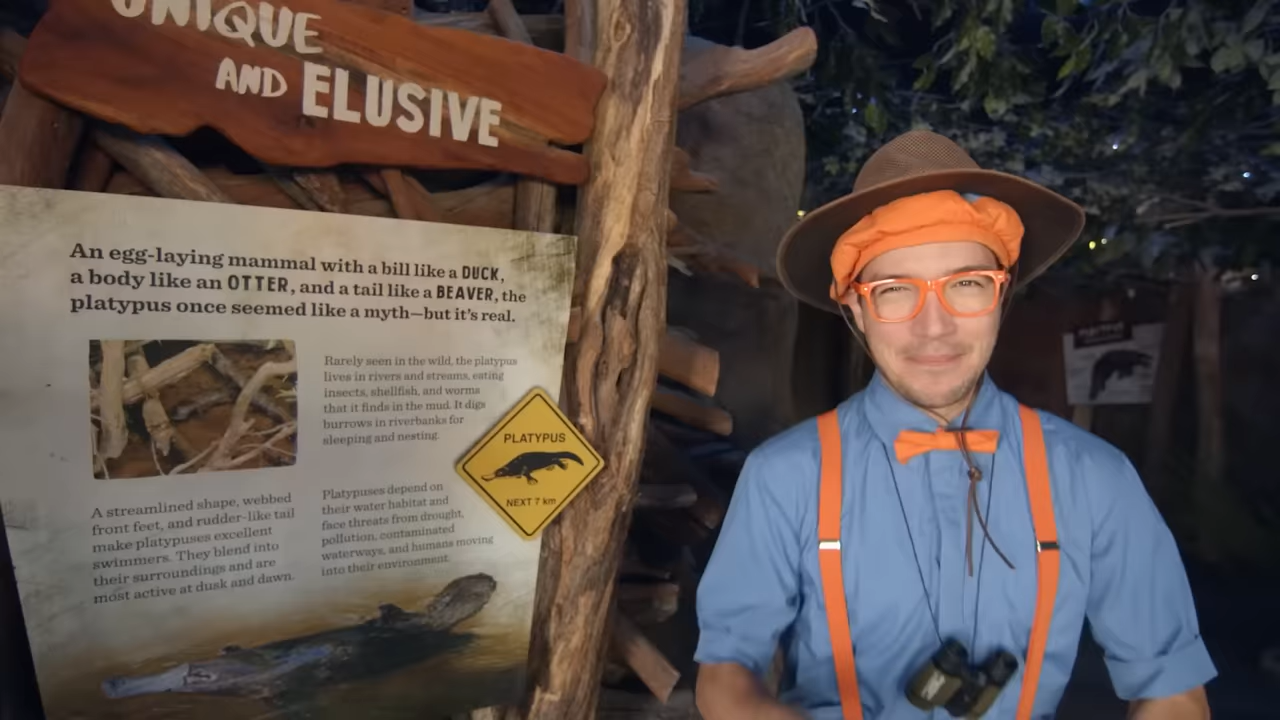 UNIQUE
AND ELUSIVE
An egg-laying mammal with a bill like a DUCK,
a body like an OTTER, and a tail like a BEAVER, the
platypus once seemed like a myth—but it's real.
Rarely seen in the wild, the platypus
lives in rivers and streams, eating
insects, shellfish, and worms
that it finds in the mud. It digs
burrows in riverbanks for
sleeping and nesting.
PLATYPUS
NEXT 7 km
A streamlined shape, webbed
front feet, and rudder-like tail
make platypuses excellent
swimmers. They blend into
their surroundings and are
most active at dusk and dawn.
Platypuses depend on
their water habitat and
face threats from drought,
pollution, contaminated
waterways, and humans moving
into their environment.